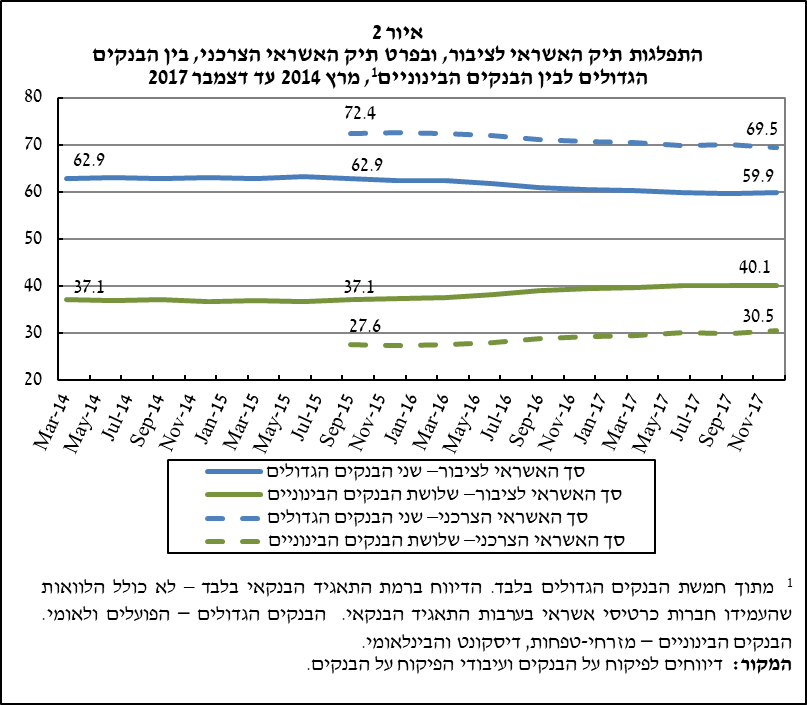 איור 2
התפלגות תיק האשראי לציבור, ובפרט תיק האשראי הצרכני, בין הבנקים
הגדולים לבין הבנקים הבינוניים¹, מרץ 2014 עד דצמבר 2017
80
70
60
50
40
30
20
72.4
69.5
62.9
62.9
59.9
37.1
37.1
40.1
27.6
30.5
Mar-14
May-14
Jul-14
Sep-14
Nov-14
Jan-15
Mar-15
May-15
Jul-15
Sep-15
Nov-15
Jan-16
Mar-16
May-16
Jul-16
Sep-16
Nov-16
Jan-17
Mar-17
May-17
Jul-17
Sep-17
Nov-17
סך האשראי לציבור– שני הבנקים הגדולים
סך האשראי לציבור– שלושת הבנקים הבינוניים
סך האשראי הצרכני– שני הבנקים הגדולים
סך האשראי הצרכני– שלושת הבנקים הבינוניים
¹ מתוך חמשת הבנקים הגדולים בלבד. הדיווח ברמת התאגיד הבנקאי בלבד – לא כולל הלוואות
שהעמידו חברות כרטיסי אשראי בערבות התאגיד הבנקאי. הבנקים הגדולים – הפועלים ולאומי.
הבנקים הבינוניים – מזרחי-טפחות, דיסקונט והבינלאומי.
המקור: דיווחים לפיקוח על הבנקים ועיבודי הפיקוח על הבנקים.